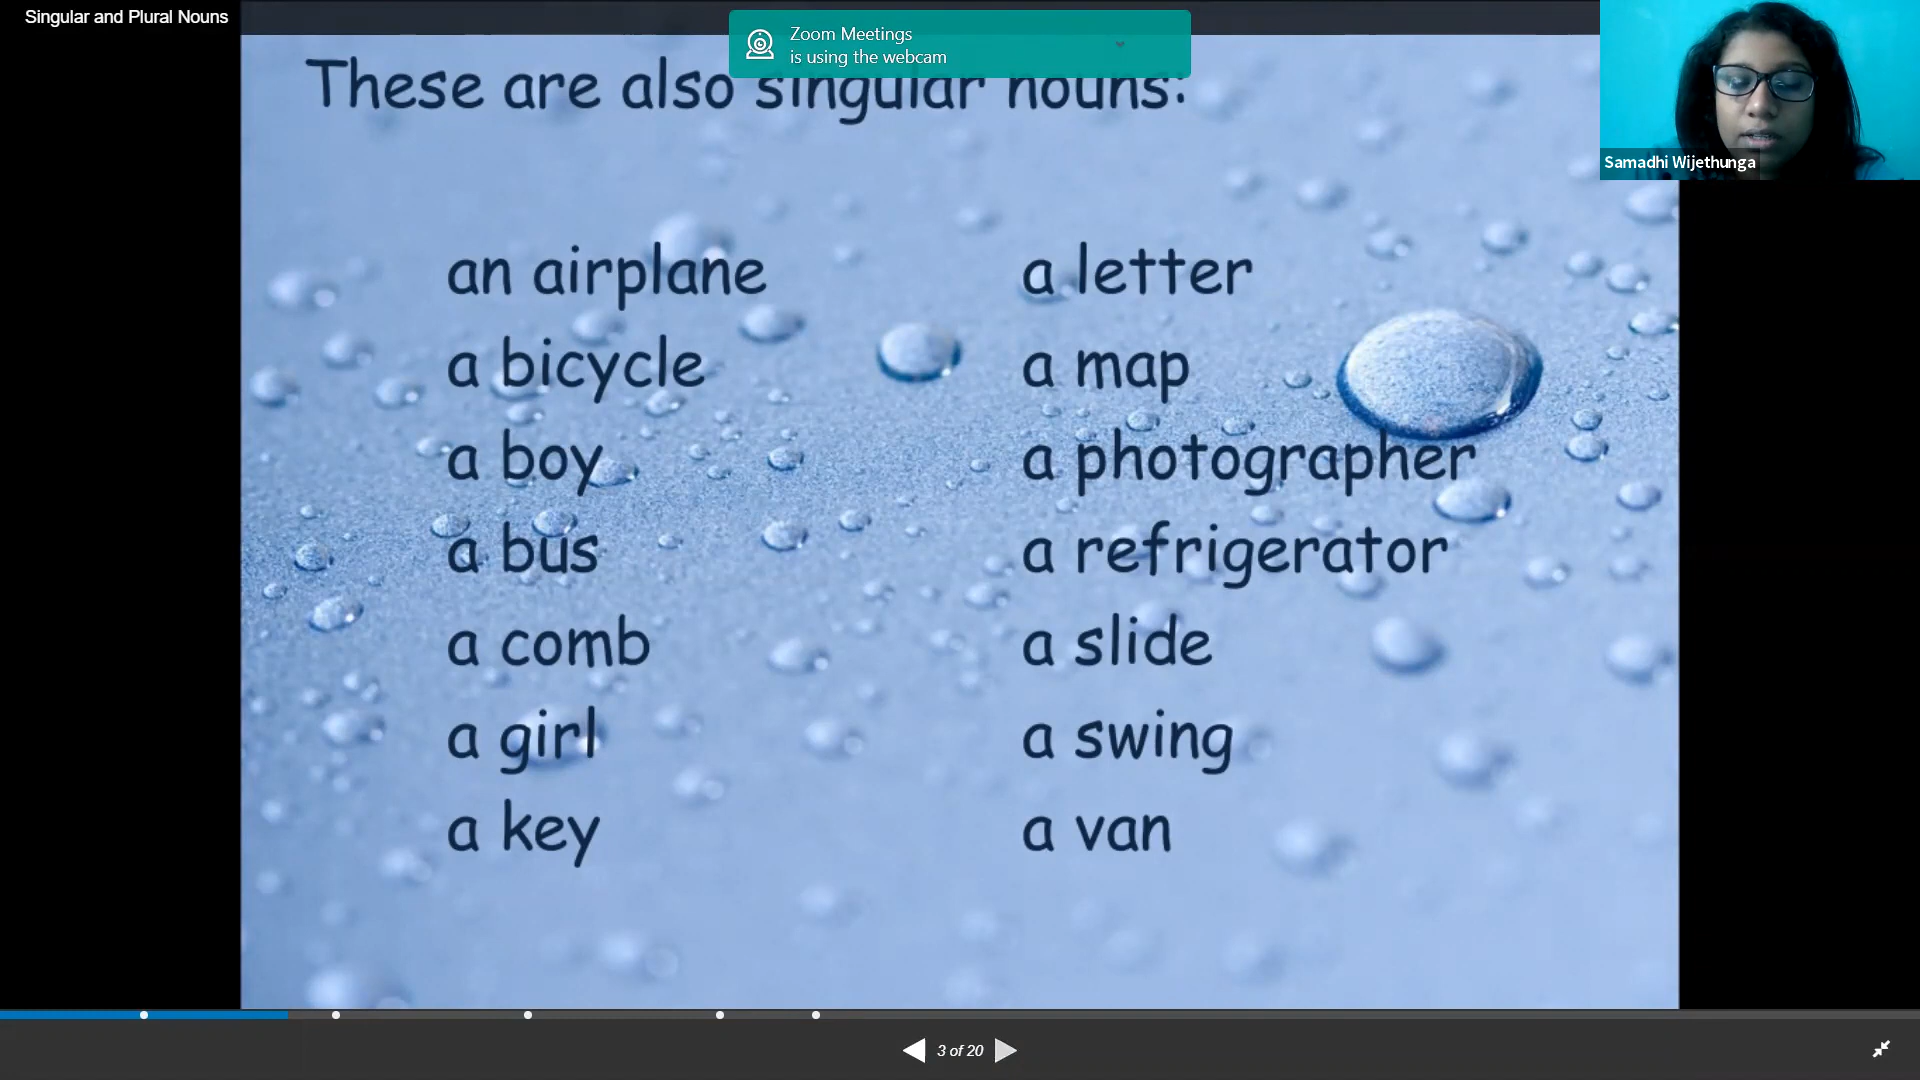 Singular and Plural Nouns
Zoom Meetings
is using the webcam
These are also singular nouns:
Samadhi Wijethunga
an airplane
a bicycle
a boy
a bus
a comb
a girl
a key
a letter
a map
a photographer
a refrigerator
a slide
a swing
a van
3 of 20